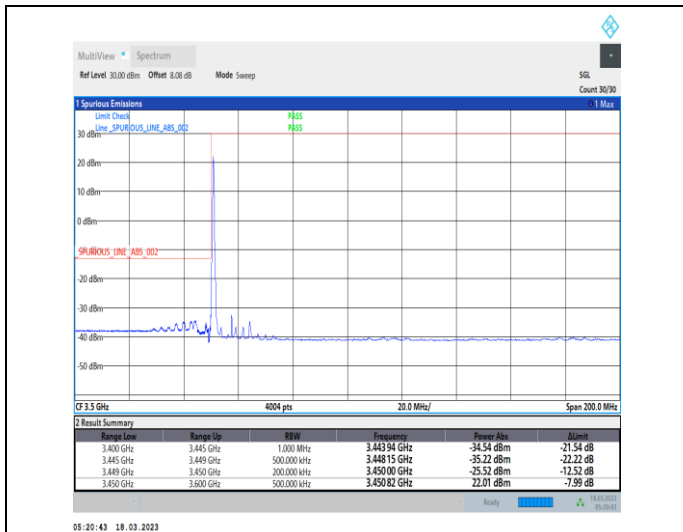 MultiView Spectrum
Ref Level 30.00 dBm Offset 8.08 dB Mode Sweep SGL
Count 30/30
1 Spurious Emissions 1 Max
Limit Check PASS
Line _SPURIOUS_LINE_ABS_002 PASS
30 dBm
20 dBm
10 dBm
0 dBm
_SPURIOUS_LINE_ABS_002
-20 dBm
-30 dBm
-40 dBm
-50 dBm
CF 3.5 GHz 4004 pts 20.0 MHz/ Span 200.0 MHz
2 Result Summary
Range Low Range Up RBW Frequency Power Abs ΔLimit
3.400 GHz 3.445 GHz 1.000 MHz 3.443 94 GHz -34.54 dBm -21.54 dB
3.445 GHz 3.449 GHz 500.000 kHz 3.448 15 GHz -35.22 dBm -22.22 dB
3.449 GHz 3.450 GHz 200.000 kHz 3.450 00 GHz -25.52 dBm -12.52 dB
3.450 GHz 3.600 GHz 500.000 kHz 3.450 82 GHz 22.01 dBm -7.99 dB
Ready 18.03.2023
05:20:43
05:20:43 18.03.2023